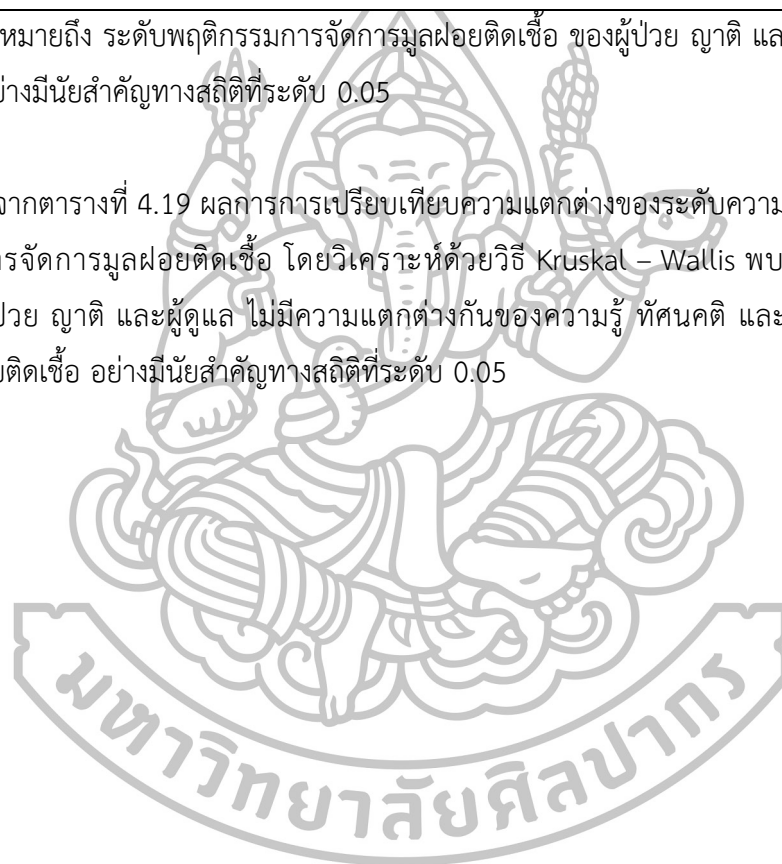 หมายถึง ระดับพฤติกรรมการจัดการมูลฝอยติดเชื้อ ของผู้ป่วย ญาติ แล
ย่างมีนัยสำคัญทางสถิติที่ระดับ 0.05
จากตารางที่ 4.19 ผลการการเปรียบเทียบความแตกต่างของระดับความ
รจัดการมูลฝอยติดเชื้อ โดยวิเคราะห์ด้วยวิธี Kruskal – Wallis พบ
ป่วย ญาติ และผู้ดูแล ไม่มีความแตกต่างกันของความรู้ ทัศนคติ และ
ยติดเชื้อ อย่างมีนัยสำคัญทางสถิติที่ระดับ 0.05
มหาวิทยาลัยศิลปากร